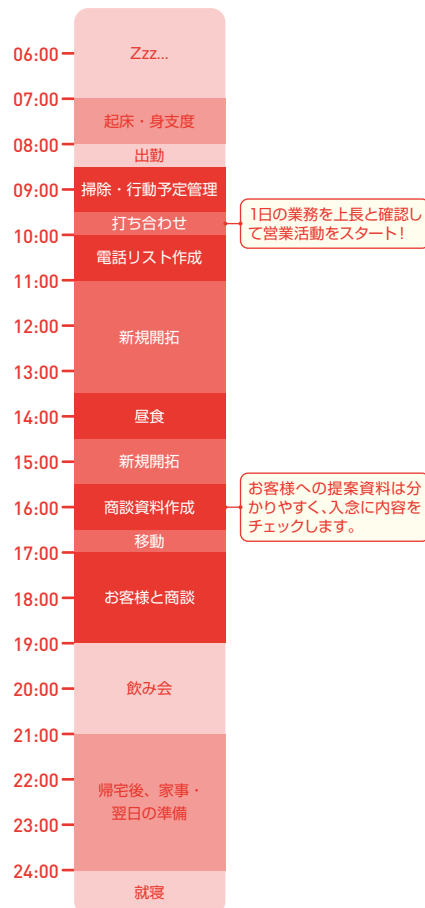 06:00
Zzz...
07:00
起床・身支度
08:00
出勤
09:00
掃除・行動予定管理
打ち合わせ
1日の業務を上長と確認し
て営業活動をスタート!
10:00
電話リスト作成
11:00
12:00
新規開拓
13:00
14:00
昼食
15:00
新規開拓
16:00
商談資料作成
お客様への提案資料は分
かりやすく、入念に内容を
チェックします。
移動
17:00
18:00
お客様と商談
19:00
20:00
飲み会
21:00
22:00
帰宅後、家事・
翌日の準備
23:00
24:00
就寝